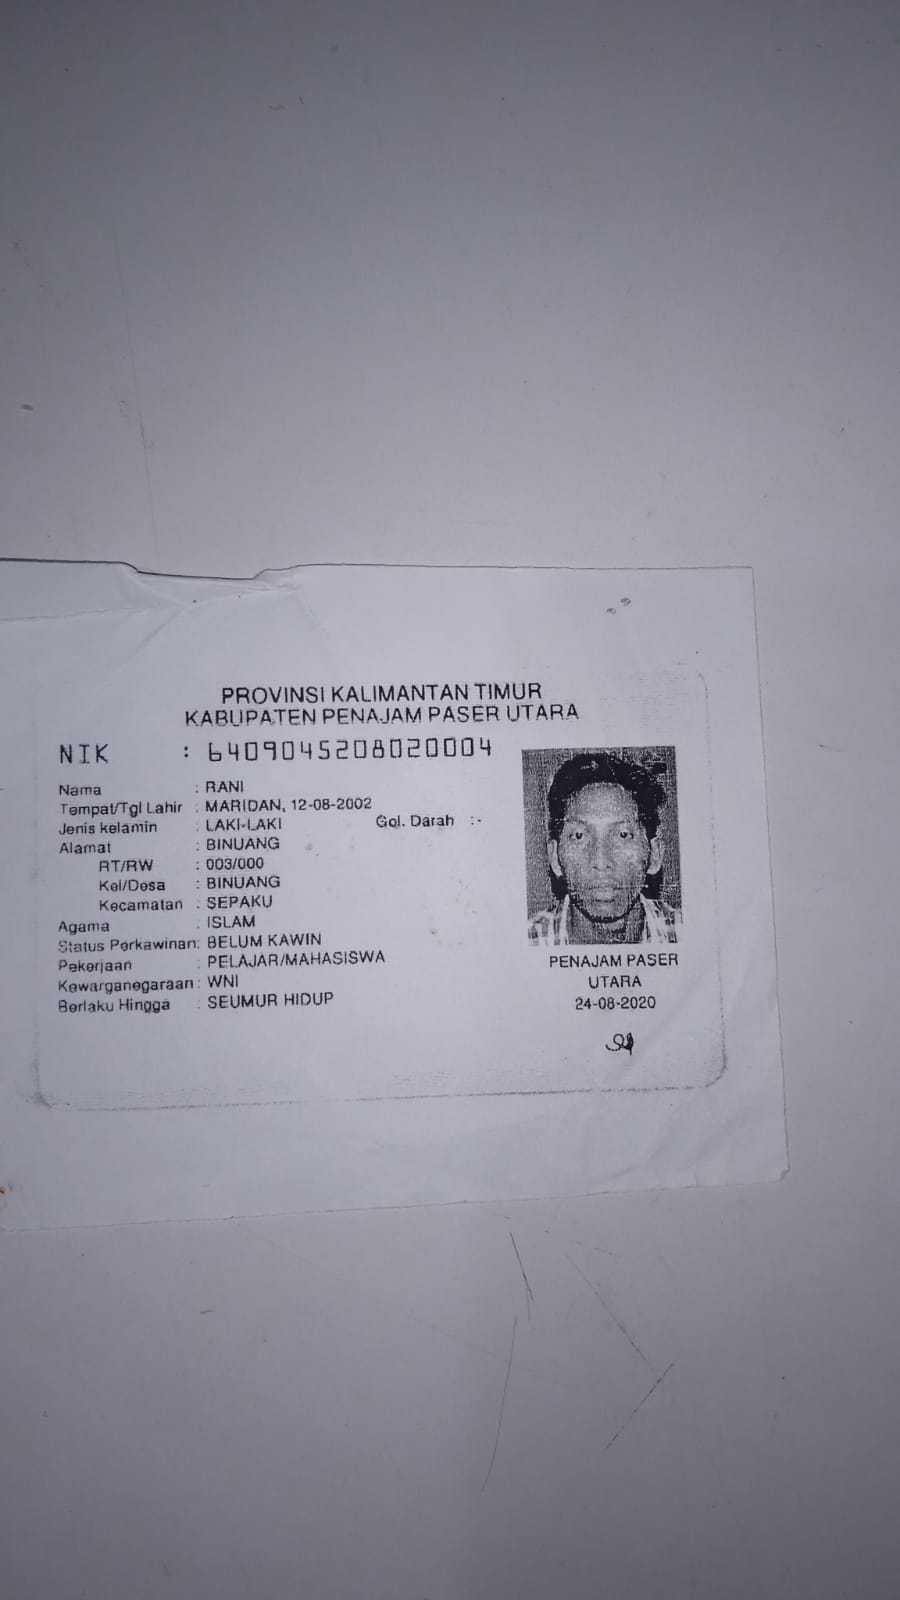 PROVINSI KALIMANTAN TIMUR
KABUPATEN PENAJAM PASER UTARA
NIK : 6409045208020004
Nama : RANI
Tempat/Tgl Lahir : MARIDAN, 12-08-2002
Jenis kelamin : LAKI-LAKI Gol. Darah :-
Alamat : BINUANG
RT/RW : 003/000
Kel/Desa : BINUANG
Kecamatan : SEPAKU
Agama : ISLAM
Status Perkawinan: BELUM KAWIN
Pekerjaan : PELAJAR/MAHASISWA
Kewarganegaraan : WNI
Berlaku Hingga : SEUMUR HIDUP
PENAJAM PASER
UTARA
24-08-2020